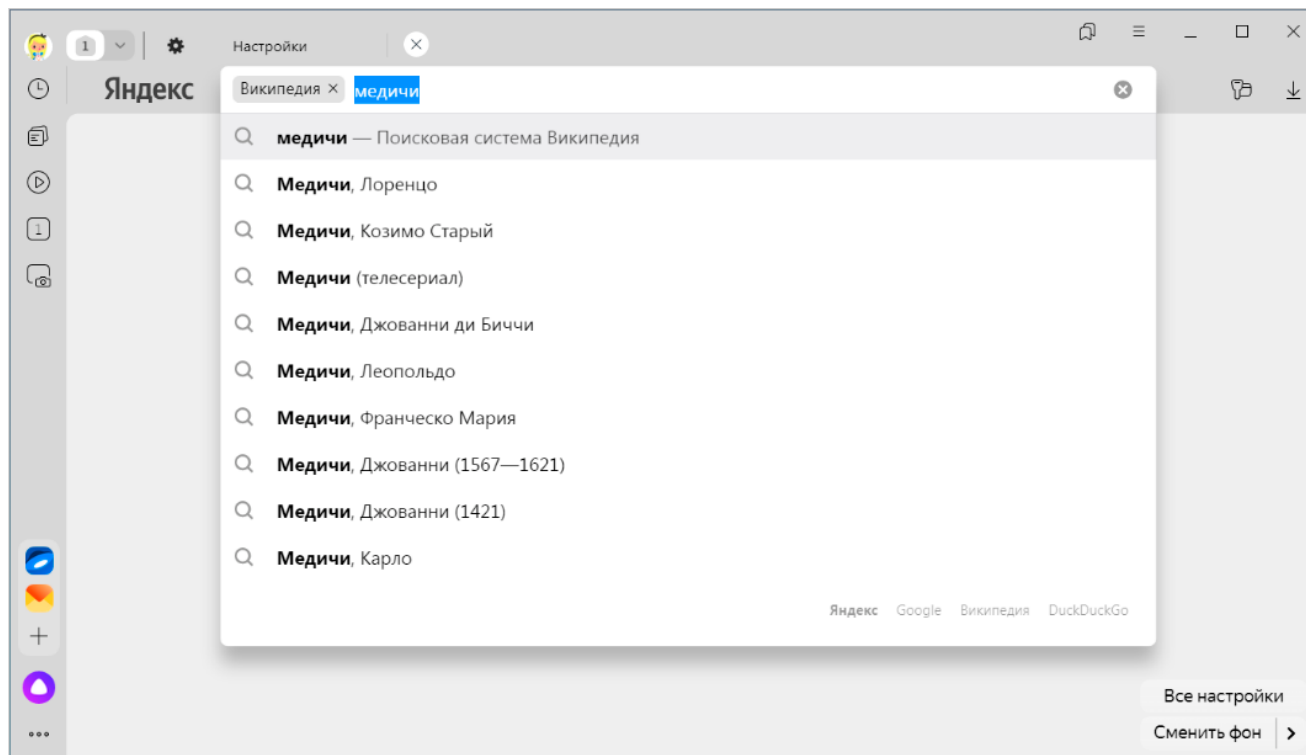 1
Настройки
Яндекс
Википедия
медичи
медичи — Поисковая система Википедия
Медичи, Лоренцо
Медичи, Козимо Старый
1
Медичи (телесериал)
Медичи, Джованни ди Биччи
Медичи, Леопольдо
Медичи, Франческо Мария
Медичи, Джованни (1567—1621)
Медичи, Джованни (1421)
Медичи, Карло
Яндекс Google Википедия DuckDuckGo
Все настройки
Сменить фон